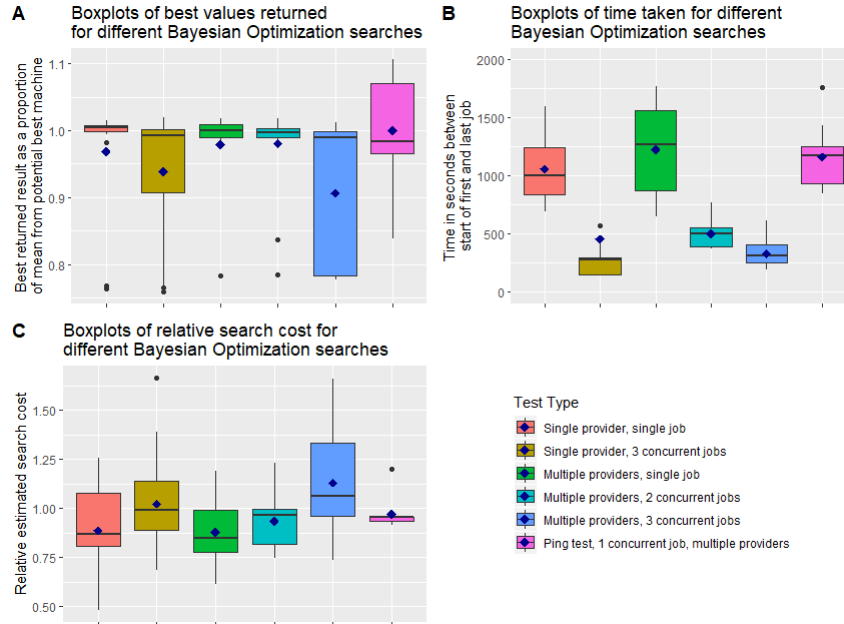 A
Boxplots of best values returned
for different Bayesian Optimization searches
Best returned result as a proportion
of mean from potential best machine
1.1
1.0
0.9
0.8
B
Boxplots of time taken for different
Bayesian Optimization searches
Time in seconds between
start of first and last job
2000
1500
1000
500
0
C
Boxplots of relative search cost for
different Bayesian Optimization searches
Relative estimated search cost
1.50
1.25
1.00
0.75
0.50
Test Type
Single provider, single job
Single provider, 3 concurrent jobs
Multiple providers, single job
Multiple providers, 2 concurrent jobs
Multiple providers, 3 concurrent jobs
Ping test, 1 concurrent job, multiple providers